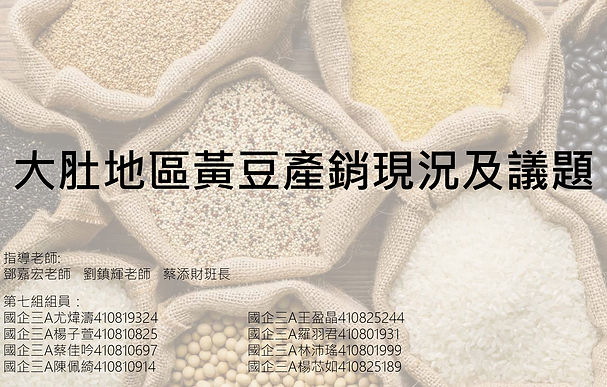 大肚地區黃豆產銷現況及議題
指導老師:
鄧嘉宏老師 劉鎮輝老師 蔡添財班長
第七組組員：
國企三A尤煒濤410819324 國企三A王盈晶410825244
國企三A楊子萱410810825 國企三A羅羽君410801931
國企三A蔡佳吟410810697 國企三A林沛瑤410801999
國企三A陳佩綺410810914 國企三A楊芯如410825189